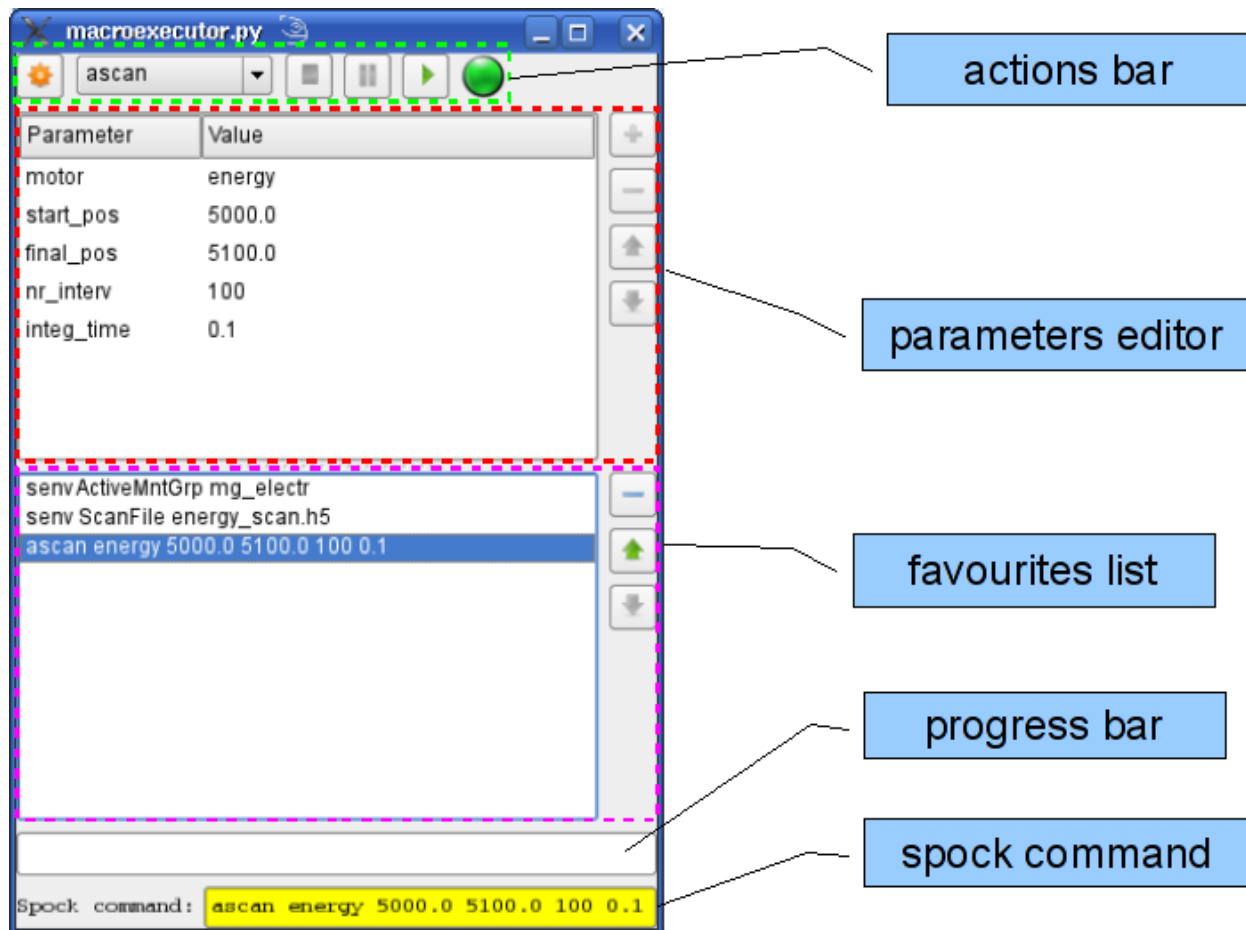 macroexecutor.py
ascan
actions bar
Parameter Value
motor energy
start_pos 5000.0
final_pos 5100.0
nr_interv 100
integ_time 0.1
parameters editor
senv ActiveMntGrp mg_electr
senv ScanFile energy_scan.h5
ascan energy 5000.0 5100.0 100 0.1
favourites list
progress bar
Spock command: ascan energy 5000.0 5100.0 100 0.1
spock command